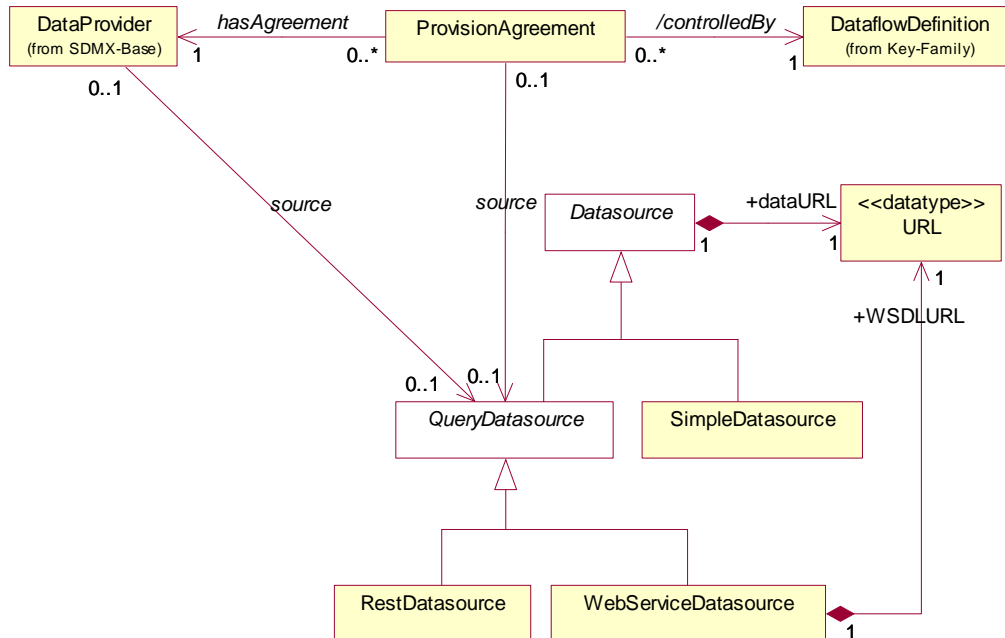 DataProvider
(from SDMX-Base)
hasAgreement
1
0..*
ProvisionAgreement
/controlledBy
0..*
1
DataflowDefinition
(from Key-Family)
0..1
0..1
source
source
Datasource
+dataURL
1
1
<<datatype>>
URL
1
+WSDLURL
0..1
0..1
QueryDatasource
SimpleDatasource
RestDatasource
WebServiceDatasource
1